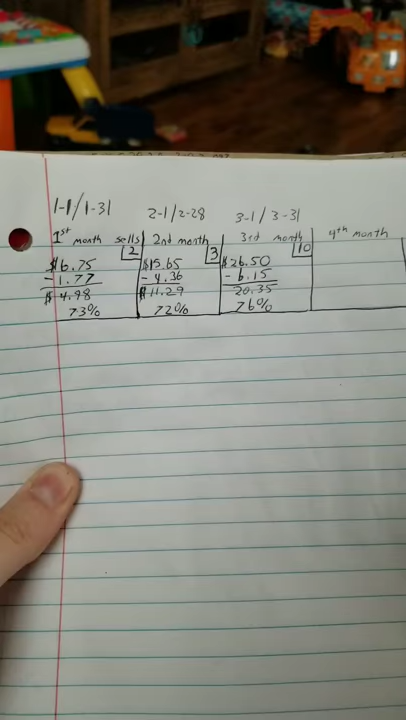 1-1/1-31 2-1/2-28 3-1/3-31
1st month sells 2nd month 3rd month 4th month
2 3 10
$6.75 $15.65 $26.50
-1.77 -4.36 -6.15
$4.98 $11.29 20.35
73% 72% 76%